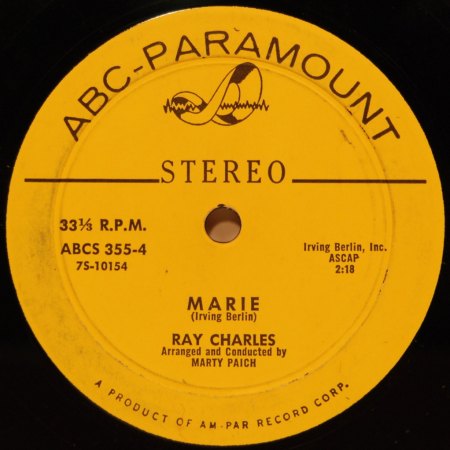 ABC-PARAMOUNT
STEREO
33⅓ R.P.M.
ABCS 355-4
7S-10154
Irving Berlin, Inc.
ASCAP
2:18
MARIE
(Irving Berlin)
RAY CHARLES
Arranged and Conducted by
MARTY PAICH
A PRODUCT OF AM-PAR RECORD CORP.